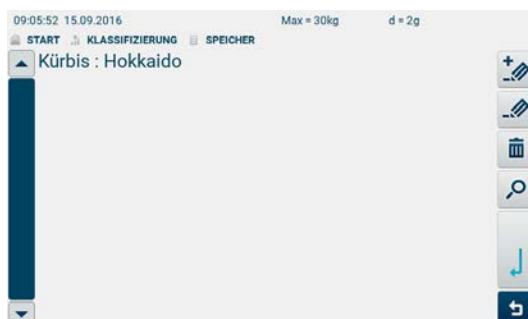 09:05:52 15.09.2016 Max = 30kg d = 2g
START KLASSIFIZIERUNG SPEICHER
Kürbis : Hokkaido